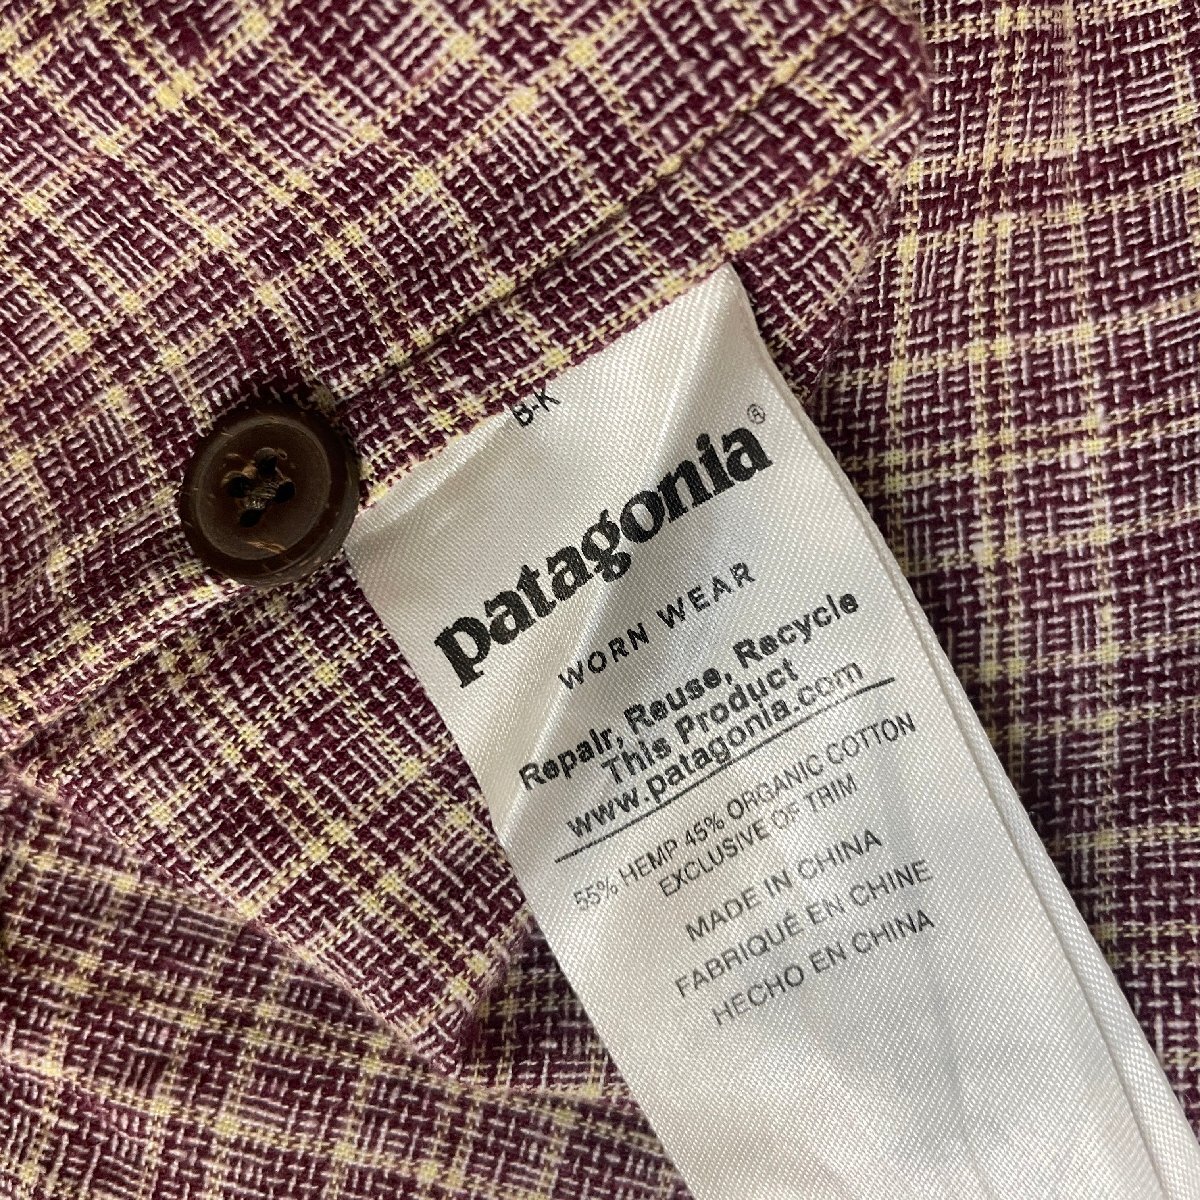 B-K
patagonia®
WORN WEAR
Repair, Reuse, Recycle
This Product
www.patagonia.com
55% HEMP 45% ORGANIC COTTON
EXCLUSIVE OF TRIM
MADE IN CHINA
FABRIQUÉ EN CHINE
HECHO EN CHINA